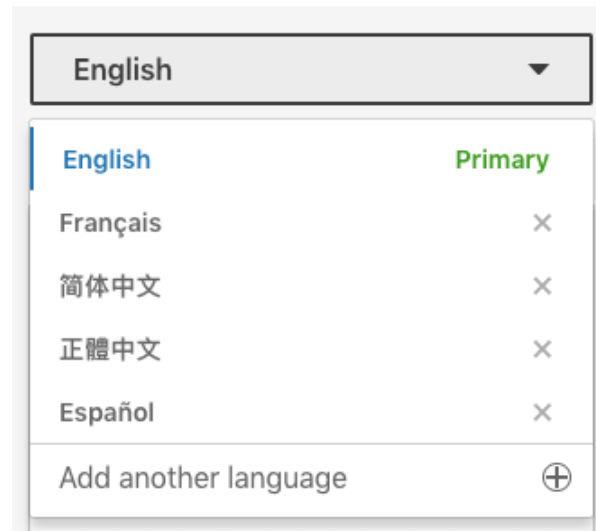 English
English Primary
Français
简体中文
正體中文
Español
Add another language